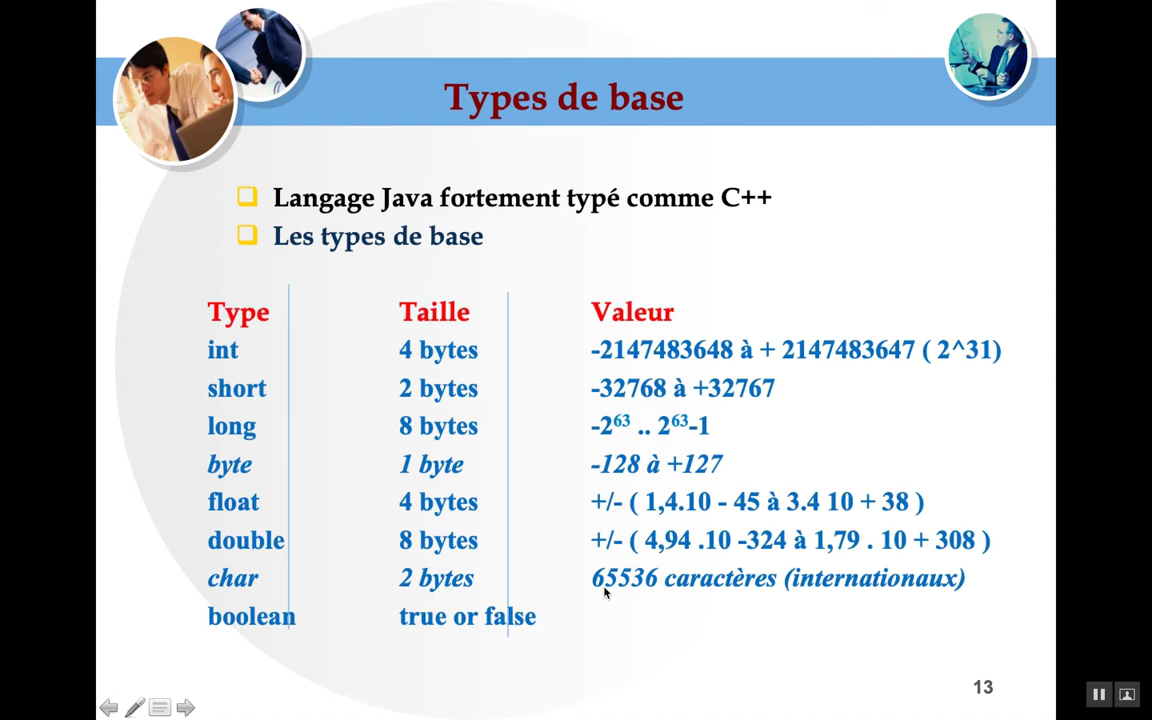 Types de base
Langage Java fortement typé comme C++
Les types de base
Type Taille Valeur
int 4 bytes -2147483648 à + 2147483647 ( 2^31)
short 2 bytes -32768 à +32767
long 8 bytes -2⁶³ .. 2⁶³-1
byte 1 byte -128 à +127
float 4 bytes +/- ( 1,4.10 - 45 à 3.4 10 + 38 )
double 8 bytes +/- ( 4,94 .10 -324 à 1,79 . 10 + 308 )
char 2 bytes 65536 caractères (internationaux)
boolean true or false
13